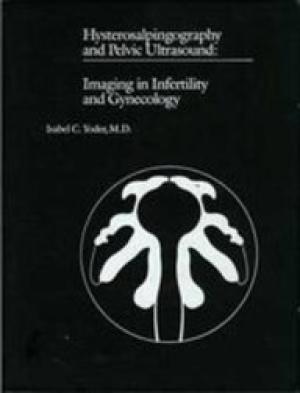 Hysterosalpingography
and Pelvic Ultrasound:
Imaging in Infertility
and Gynecology
Isabel C. Yoder, M.D.